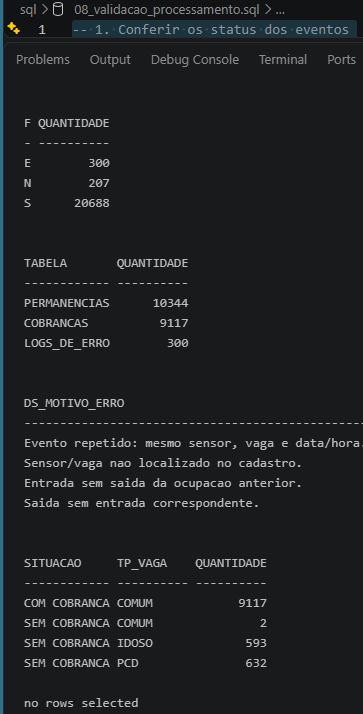 sql > 08_validacao_processamento.sql > ...
1 -- 1. Conferir os status dos eventos
Problems Output Debug Console Terminal Ports
F QUANTIDADE
- ----------
E 300
N 207
S 20688
TABELA QUANTIDADE
------------ ----------
PERMANENCIAS 10344
COBRANCAS 9117
LOGS_DE_ERRO 300
DS_MOTIVO_ERRO
--------------------------------------------
Evento repetido: mesmo sensor, vaga e data/hora.
Sensor/vaga nao localizado no cadastro.
Entrada sem saida da ocupacao anterior.
Saida sem entrada correspondente.
SITUACAO TP_VAGA QUANTIDADE
------------ ---------- ----------
COM COBRANCA COMUM 9117
SEM COBRANCA COMUM 2
SEM COBRANCA IDOSO 593
SEM COBRANCA PCD 632
no rows selected